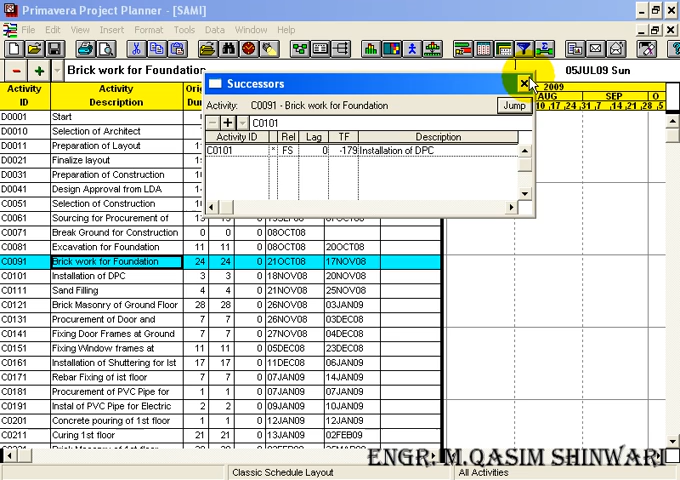 Primavera Project Planner - [SAMI]
File Edit View Insert Format Tools Data Window Help
Brick work for Foundation
05JUL09 Sun
Activity ID Activity Description Orig Dur
2009
AUG SEP O
10 ,17 ,24 ,31 ,7 ,14 ,21 ,28 ,5
Successors
Activity: C0091 - Brick work for Foundation Jump
C0101
Activity ID Rel Lag TF Description
C0101 * FS 0 -179 Installation of DPC
D0001 Start
D0010 Selection of Architect
D0011 Preparation of Layout
D0021 Finalize layout
D0031 Preparation of Construction
D0041 Design Approval from LDA
C0051 Selection of Construction
C0061 Sourcing for Procurement of
C0071 Break Ground for Construction 0 0 0 08OCT08
C0081 Excavation for Foundation 11 11 0 08OCT08 20OCT08
C0091 Brick work for Foundation 24 24 0 21OCT08 17NOV08
C0101 Installation of DPC 3 3 0 18NOV08 20NOV08
C0111 Sand Filling 4 4 0 21NOV08 25NOV08
C0121 Brick Masonry of Ground Floor 28 28 0 26NOV08 03JAN09
C0131 Procurement of Door and 7 7 0 26NOV08 03DEC08
C0141 Fixing Door Frames at Ground 7 7 0 27NOV08 04DEC08
C0151 Fixing Window frames at 11 11 0 05DEC08 23DEC08
C0161 Installation of Shuttering for Ist 17 17 0 11DEC08 06JAN09
C0171 Rebar Fixing of ist floor 7 7 0 07JAN09 14JAN09
C0181 Procurement of PVC Pipe for 1 1 0 07JAN09 07JAN09
C0191 Instal of PVC Pipe for Electric 2 2 0 09JAN09 10JAN09
C0201 Concrete pouring of 1st floor 1 1 0 12JAN09 12JAN09
C0211 Curing 1st floor 21 21 0 13JAN09 02FEB09
ENGR: M.QASIM SHINWARI
Classic Schedule Layout All Activities